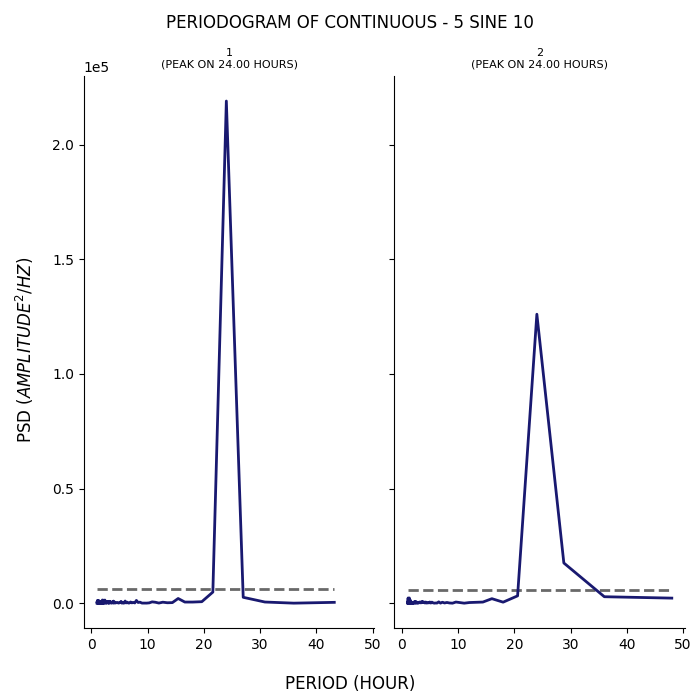 PERIODOGRAM OF CONTINUOUS - 5 SINE 10
1
(PEAK ON 24.00 HOURS)
2
(PEAK ON 24.00 HOURS)
1e5
2.0
1.5
1.0
0.5
0.0
PSD (AMPLITUDE²/HZ)
0 10 20 30 40 50
0 10 20 30 40 50
PERIOD (HOUR)